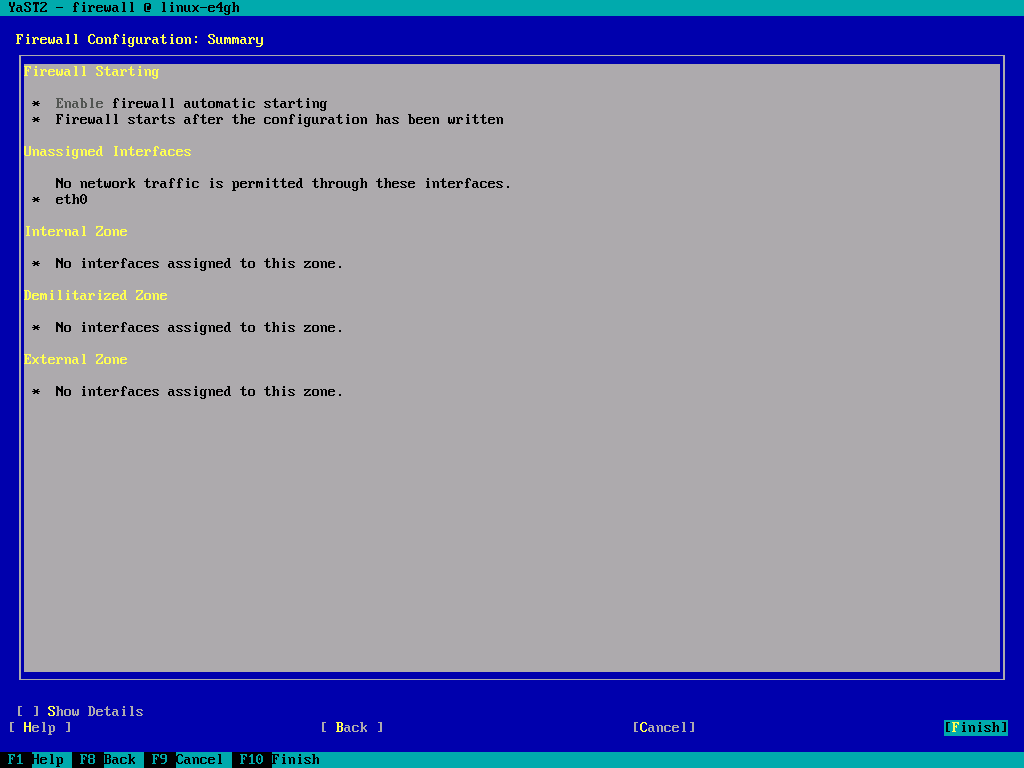 YaST2 - firewall @ linux-e4gh
Firewall Configuration: Summary
Firewall Starting
* Enable firewall automatic starting
* Firewall starts after the configuration has been written
Unassigned Interfaces
No network traffic is permitted through these interfaces.
* eth0
Internal Zone
* No interfaces assigned to this zone.
Demilitarized Zone
* No interfaces assigned to this zone.
External Zone
* No interfaces assigned to this zone.
[ ] Show Details
[ Help ] [ Back ] [Cancel] [Finish]
F1 Help F8 Back F9 Cancel F10 Finish